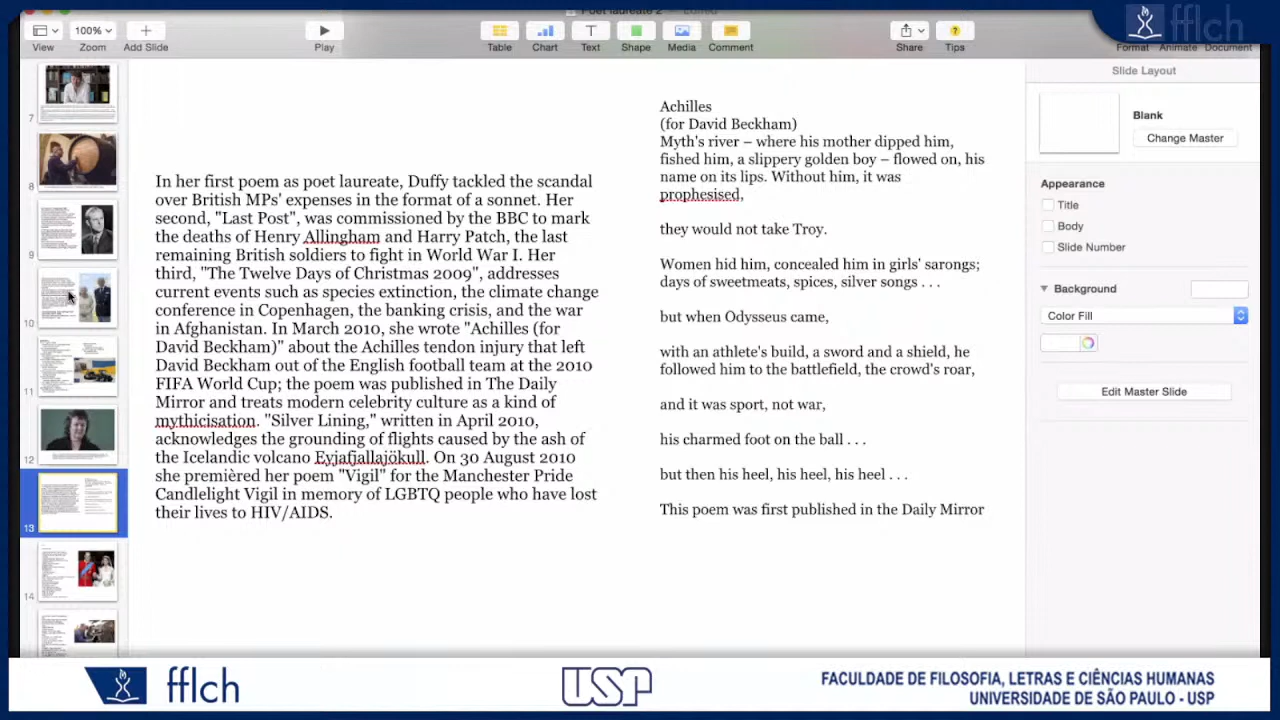 Poet laureate 2
fflch
100%
View
Zoom
Add Slide
Play
Table
Chart
Text
Shape
Media
Comment
Share
Tips
Format
Animate
Document
7
8
9
10
11
12
13
14
In her first poem as poet laureate, Duffy tackled the scandal
over British MPs' expenses in the format of a sonnet. Her
second, "Last Post", was commissioned by the BBC to mark
the deaths of Henry Allingham and Harry Patch, the last
remaining British soldiers to fight in World War I. Her
third, "The Twelve Days of Christmas 2009", addresses
current events such as species extinction, the climate change
conference in Copenhagen, the banking crisis, and the war
in Afghanistan. In March 2010, she wrote "Achilles (for
David Beckham)" about the Achilles tendon injury that left
David Beckham out of the English football team at the 2010
FIFA World Cup; the poem was published in The Daily
Mirror and treats modern celebrity culture as a kind of
mythicisation. "Silver Lining," written in April 2010,
acknowledges the grounding of flights caused by the ash of
the Icelandic volcano Eyjafjallajökull. On 30 August 2010
she premièred her poem "Vigil" for the Manchester Pride
Candlelight Vigil in memory of LGBTQ people who have lost
their lives to HIV/AIDS.
Achilles
(for David Beckham)
Myth's river – where his mother dipped him,
fished him, a slippery golden boy – flowed on, his
name on its lips. Without him, it was
prophesised,
they would not take Troy.
Women hid him, concealed him in girls' sarongs;
days of sweetmeats, spices, silver songs . . .
but when Odysseus came,
with an athlete's build, a sword and a shield, he
followed him to the battlefield, the crowd's roar,
and it was sport, not war,
his charmed foot on the ball . . .
but then his heel, his heel, his heel . . .
This poem was first published in the Daily Mirror
Slide Layout
Blank
Change Master
Appearance
Title
Body
Slide Number
Background
Color Fill
Edit Master Slide
fflch
USP
FACULDADE DE FILOSOFIA, LETRAS E CIÊNCIAS HUMANAS
UNIVERSIDADE DE SÃO PAULO - USP